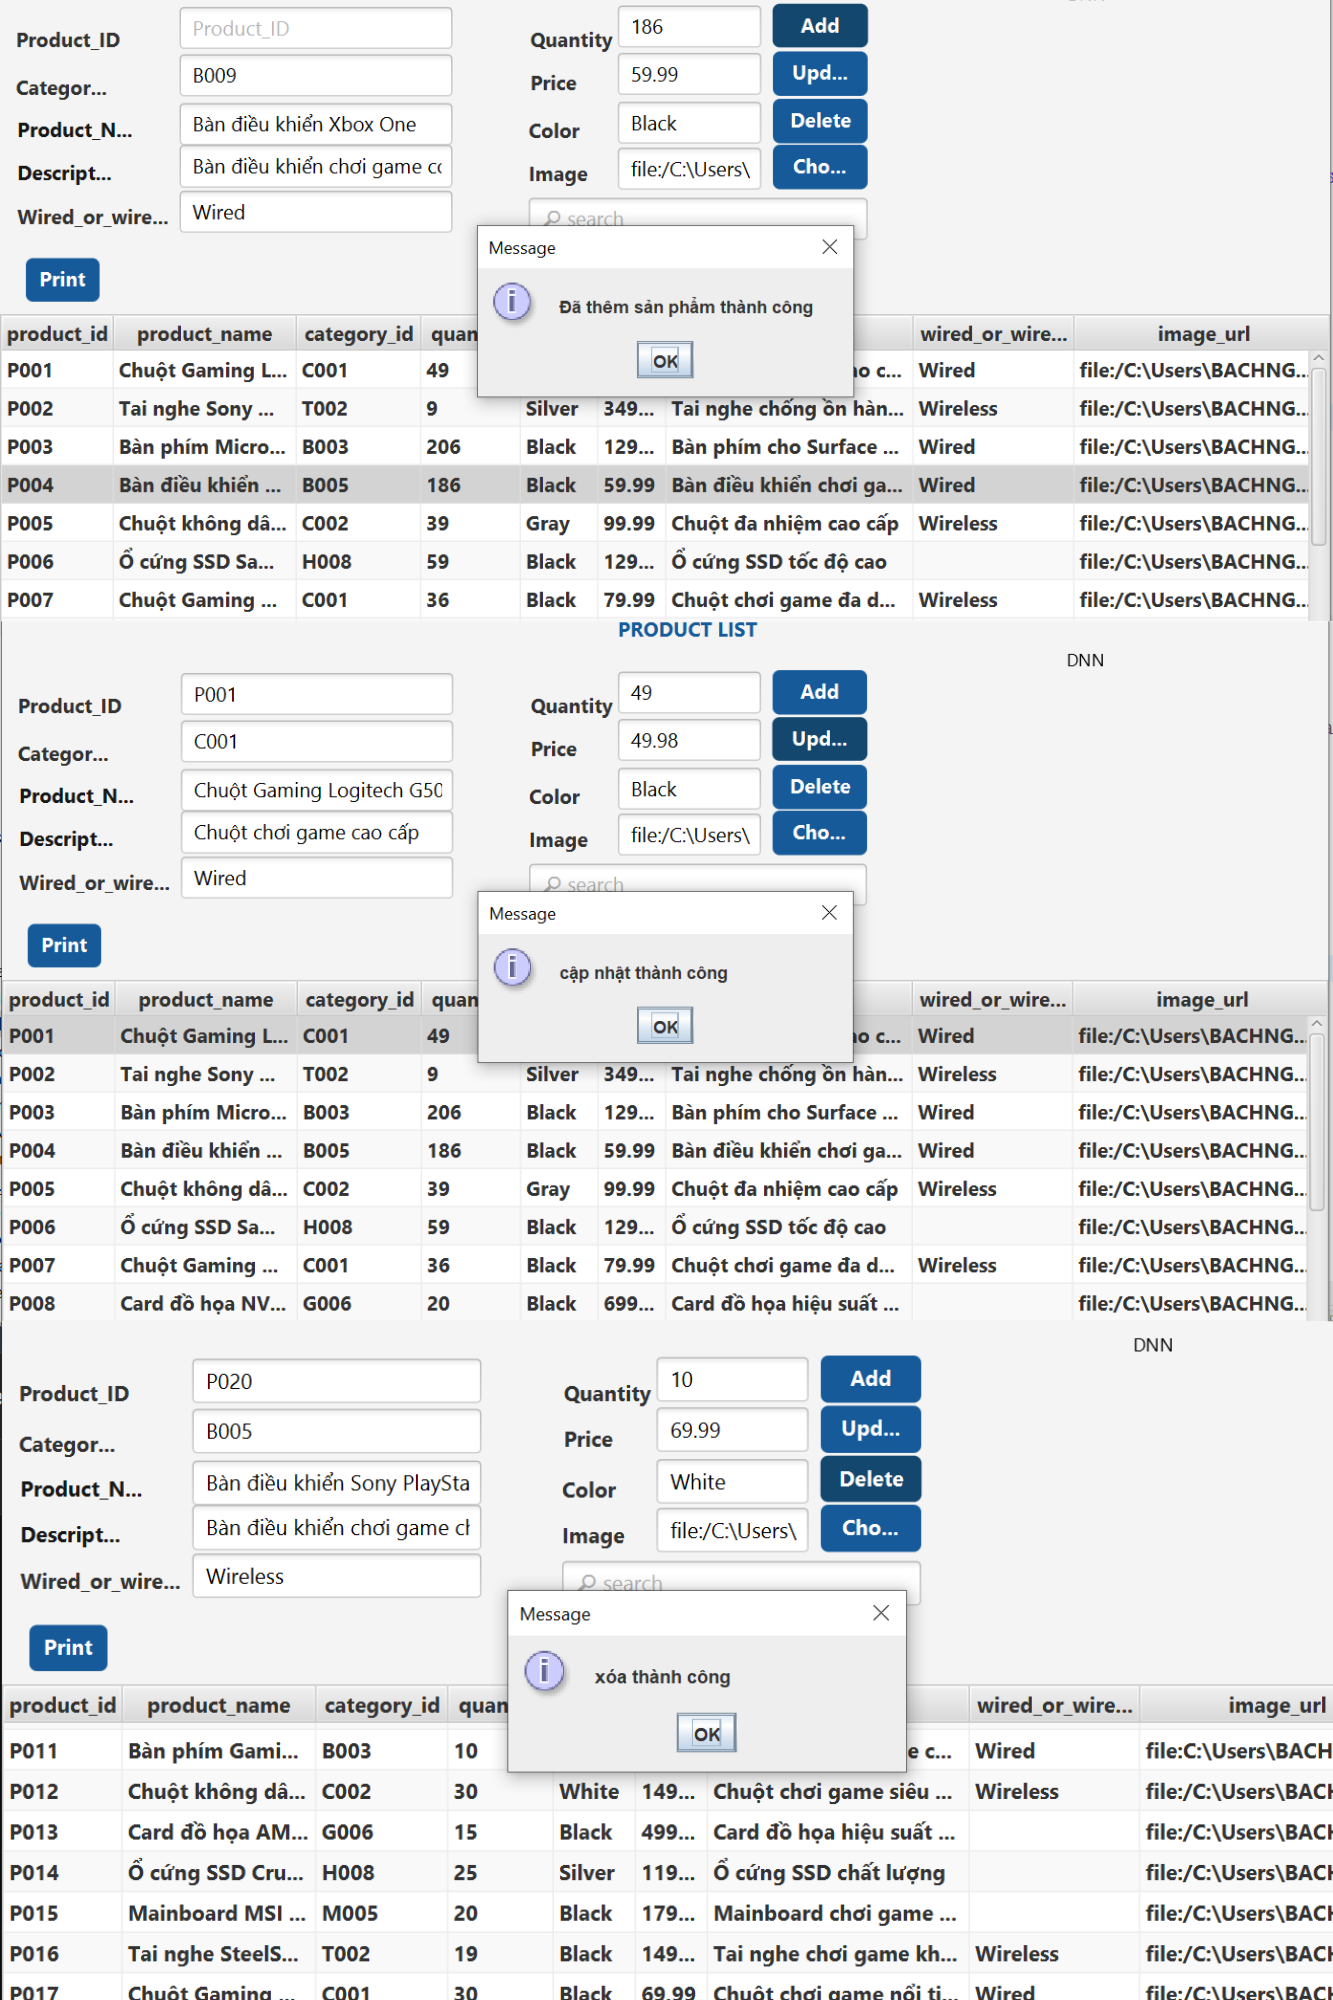 Product_ID Product_ID Quantity 186 Add
Categor... B009 Price 59.99 Upd...
Product_N... Bàn điều khiển Xbox One Color Black Delete
Descript... Bàn điều khiển chơi game cc Image file:/C:\Users\ Cho...
Wired_or_wire... Wired search
Print
Message
Đã thêm sản phẩm thành công
OK
product_id product_name category_id quan wired_or_wire... image_url
P001 Chuột Gaming L... C001 49 ao c... Wired file:/C:\Users\BACHNG...
P002 Tai nghe Sony ... T002 9 Silver 349... Tai nghe chống ồn hàn... Wireless file:/C:\Users\BACHNG...
P003 Bàn phím Micro... B003 206 Black 129... Bàn phím cho Surface ... Wired file:/C:\Users\BACHNG...
P004 Bàn điều khiển ... B005 186 Black 59.99 Bàn điều khiển chơi ga... Wired file:/C:\Users\BACHNG...
P005 Chuột không dâ... C002 39 Gray 99.99 Chuột đa nhiệm cao cấp Wireless file:/C:\Users\BACHNG...
P006 Ổ cứng SSD Sa... H008 59 Black 129... Ổ cứng SSD tốc độ cao file:/C:\Users\BACHNG...
P007 Chuột Gaming ... C001 36 Black 79.99 Chuột chơi game đa d... Wireless file:/C:\Users\BACHNG...
PRODUCT LIST
DNN
Product_ID P001 Quantity 49 Add
Categor... C001 Price 49.98 Upd...
Product_N... Chuột Gaming Logitech G50 Color Black Delete
Descript... Chuột chơi game cao cấp Image file:/C:\Users\ Cho...
Wired_or_wire... Wired search
Print
Message
cập nhật thành công
OK
product_id product_name category_id quan wired_or_wire... image_url
P001 Chuột Gaming L... C001 49 ao c... Wired file:/C:\Users\BACHNG...
P002 Tai nghe Sony ... T002 9 Silver 349... Tai nghe chống ồn hàn... Wireless file:/C:\Users\BACHNG...
P003 Bàn phím Micro... B003 206 Black 129... Bàn phím cho Surface ... Wired file:/C:\Users\BACHNG...
P004 Bàn điều khiển ... B005 186 Black 59.99 Bàn điều khiển chơi ga... Wired file:/C:\Users\BACHNG...
P005 Chuột không dâ... C002 39 Gray 99.99 Chuột đa nhiệm cao cấp Wireless file:/C:\Users\BACHNG...
P006 Ổ cứng SSD Sa... H008 59 Black 129... Ổ cứng SSD tốc độ cao file:/C:\Users\BACHNG...
P007 Chuột Gaming ... C001 36 Black 79.99 Chuột chơi game đa d... Wireless file:/C:\Users\BACHNG...
P008 Card đồ họa NV... G006 20 Black 699... Card đồ họa hiệu suất ... file:/C:\Users\BACHNG...
DNN
Product_ID P020 Quantity 10 Add
Categor... B005 Price 69.99 Upd...
Product_N... Bàn điều khiển Sony PlaySta Color White Delete
Descript... Bàn điều khiển chơi game ch Image file:/C:\Users\ Cho...
Wired_or_wire... Wireless search
Print
Message
xóa thành công
OK
product_id product_name category_id quan wired_or_wire... image_url
P011 Bàn phím Gami... B003 10 e c... Wired file:C:\Users\BACH
P012 Chuột không dâ... C002 30 White 149... Chuột chơi game siêu ... Wireless file:/C:\Users\BACH
P013 Card đồ họa AM... G006 15 Black 499... Card đồ họa hiệu suất ... file:/C:\Users\BACH
P014 Ổ cứng SSD Cru... H008 25 Silver 119... Ổ cứng SSD chất lượng file:/C:\Users\BACH
P015 Mainboard MSI ... M005 20 Black 179... Mainboard chơi game ... file:/C:\Users\BACH
P016 Tai nghe SteelS... T002 19 Black 149... Tai nghe chơi game kh... Wireless file:/C:\Users\BACH
P017 Chuột Gaming ... C001 30 Black 69.99 Chuột chơi game nổi ti... Wired file:/C:\Users\BACH